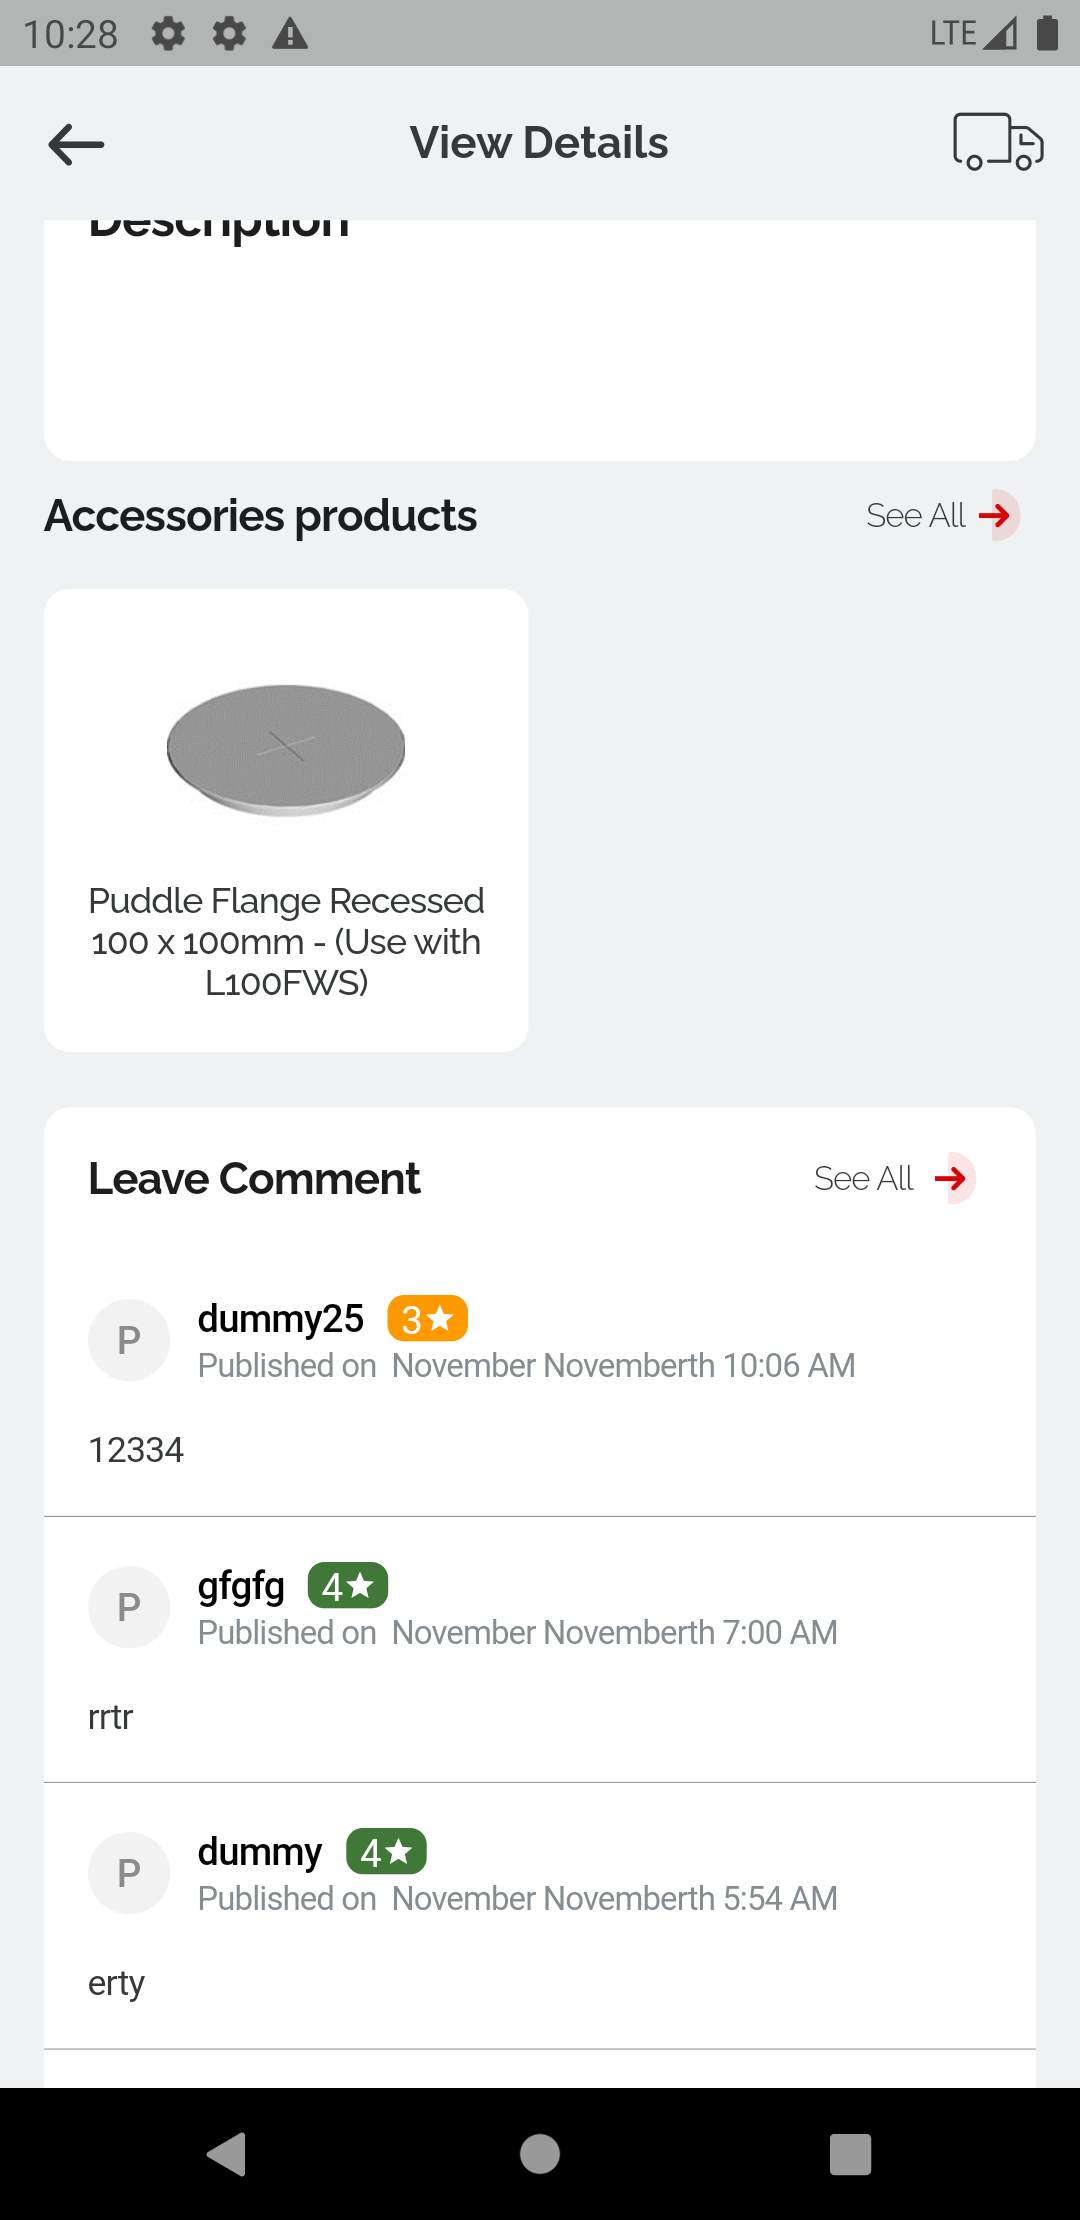 10:28
LTE
View Details
Description
Accessories products
See All
Puddle Flange Recessed
100 x 100mm - (Use with
L100FWS)
Leave Comment
See All
P
dummy25
3
Published on November Novemberth 10:06 AM
12334
P
gfgfg
4
Published on November Novemberth 7:00 AM
rrtr
P
dummy
4
Published on November Novemberth 5:54 AM
erty